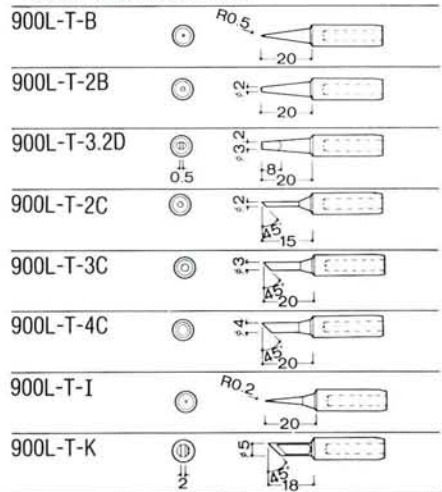 900L-T-B
R0.5
20
900L-T-2B
φ2
20
900L-T-3.2D
0.5
φ3.2
8
20
900L-T-2C
φ2
45°
15
900L-T-3C
φ3
45°
20
900L-T-4C
φ4
45°
20
900L-T-I
R0.2
20
900L-T-K
2
φ5
45°
18